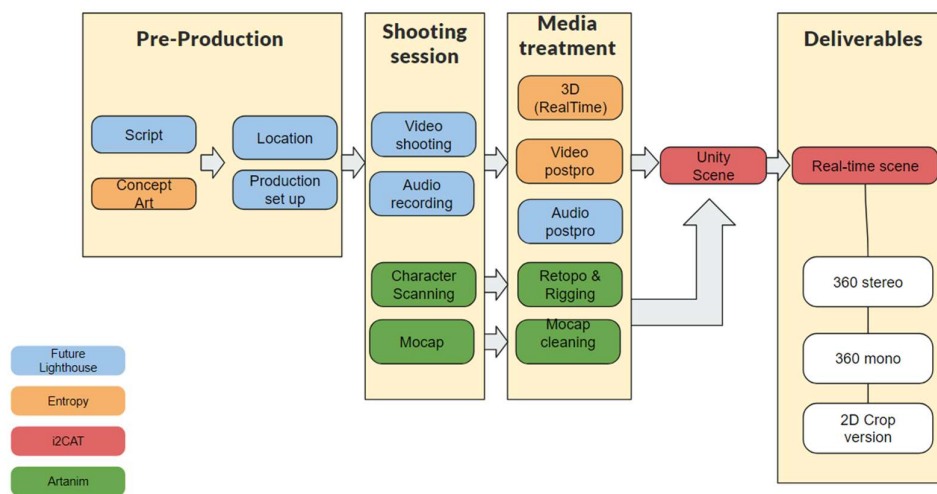 Pre-Production
Script
Concept
Art
Location
Production
set up
Shooting
session
Video
shooting
Audio
recording
Character
Scanning
Mocap
Media
treatment
3D
(RealTime)
Video
postpro
Audio
postpro
Retopo &
Rigging
Mocap
cleaning
Unity
Scene
Deliverables
Real-time scene
360 stereo
360 mono
2D Crop
version
Future
Lighthouse
Entropy
i2CAT
Artanim